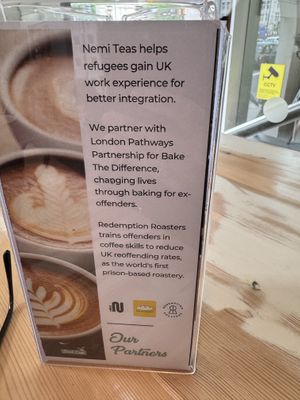 Nemi Teas helps
refugees gain UK
work experience for
better integration.
We partner with
London Pathways
Partnership for Bake
The Difference,
changing lives
through baking for ex-
offenders.
Redemption Roasters
trains offenders in
coffee skills to reduce
UK reoffending rates,
as the world's first
prison-based roastery.
Our
Partners
CCTV